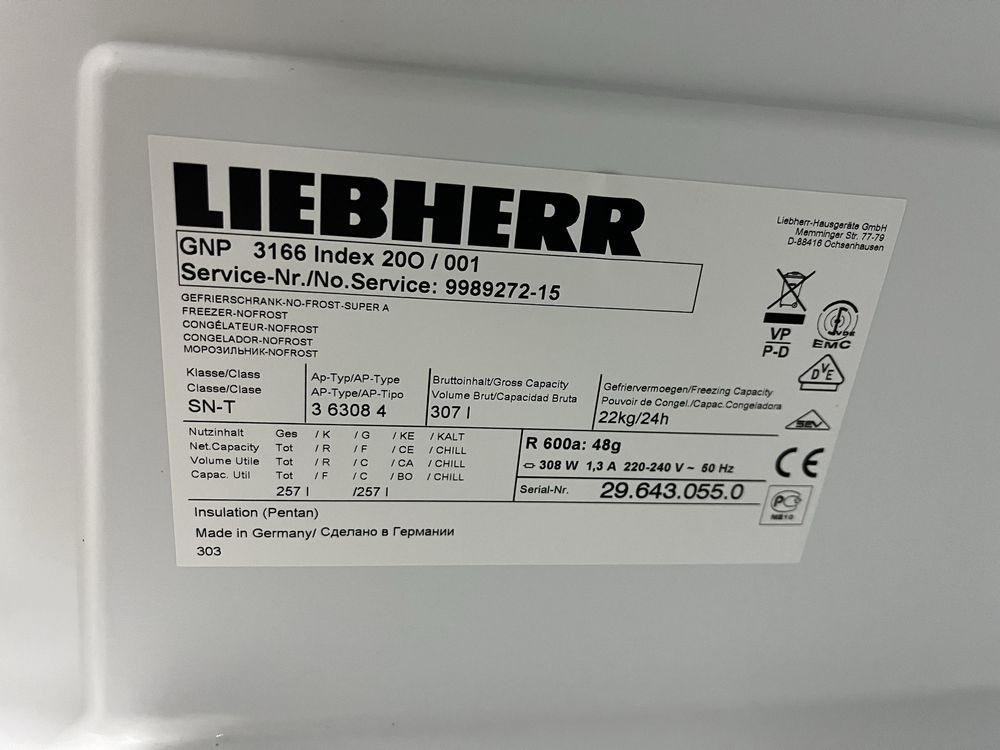 LIEBHERR
Liebherr-Hausgeräte GmbH
Memminger Str. 77-79
D-88416 Ochsenhausen
GNP 3166 Index 20O / 001
Service-Nr./No.Service: 9989272-15
GEFRIERSCHRANK-NO-FROST-SUPER A
FREEZER-NOFROST
CONGÉLATEUR-NOFROST
CONGELADOR-NOFROST
МОРОЗИЛЬНИК-NOFROST
VP
P-D
VDE
EMC
DVE
SEV
CE
Klasse/Class
Classe/Clase
SN-T
Ap-Typ/AP-Type
AP-Type/AP-Tipo
3 6308 4
Bruttoinhalt/Gross Capacity
Volume Brut/Capacidad Bruta
307 l
Gefriervermoegen/Freezing Capacity
Pouvoir de Congel./Capac.Congeladora
22kg/24h
Nutzinhalt Ges / K / G / KE / KALT
Net.Capacity Tot / R / F / CE / CHILL
Volume Utile Tot / R / C / CA / CHILL
Capac. Util Tot / F / C / BO / CHILL
257 l /257 l
R 600a: 48g
308 W 1,3 A 220-240 V ~ 50 Hz
Serial-Nr. 29.643.055.0
Insulation (Pentan)
Made in Germany/ Сделано в Германии
303